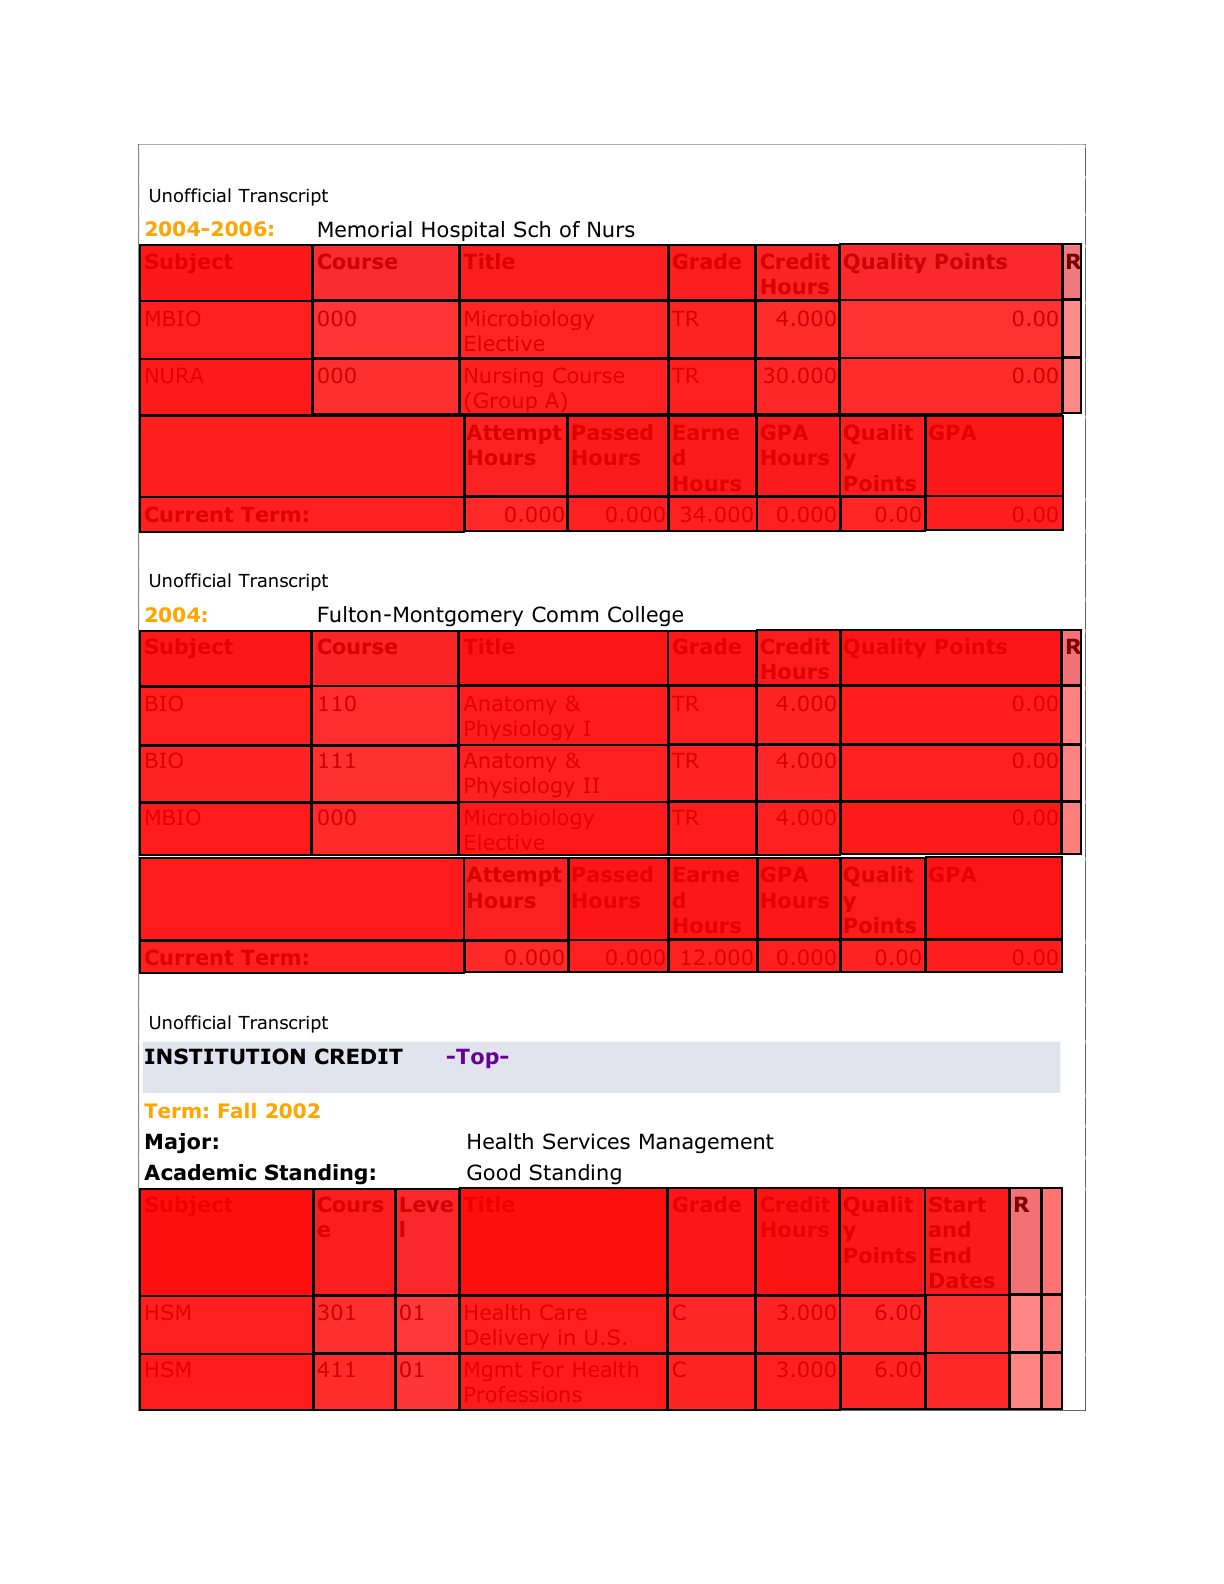 Unofficial Transcript
2004-2006: Memorial Hospital Sch of Nurs
Subject Course Title Grade Credit Hours Quality Points R
MBIO 000 Microbiology Elective TR 4.000 0.00
NURA 000 Nursing Course (Group A) TR 30.000 0.00
Attempt Hours Passed Hours Earne d Hours GPA Hours Qualit y Points GPA
Current Term: 0.000 0.000 34.000 0.000 0.00 0.00
Unofficial Transcript
2004: Fulton-Montgomery Comm College
Subject Course Title Grade Credit Hours Quality Points R
BIO 110 Anatomy & Physiology I TR 4.000 0.00
BIO 111 Anatomy & Physiology II TR 4.000 0.00
MBIO 000 Microbiology Elective TR 4.000 0.00
Attempt Hours Passed Hours Earne d Hours GPA Hours Qualit y Points GPA
Current Term: 0.000 0.000 12.000 0.000 0.00 0.00
Unofficial Transcript
INSTITUTION CREDIT -Top-
Term: Fall 2002
Major: Health Services Management
Academic Standing: Good Standing
Subject Cours e Leve l Title Grade Credit Hours Qualit y Points Start and End Dates R
HSM 301 01 Health Care Delivery in U.S. C 3.000 6.00
HSM 411 01 Mgmt For Health Professions C 3.000 6.00